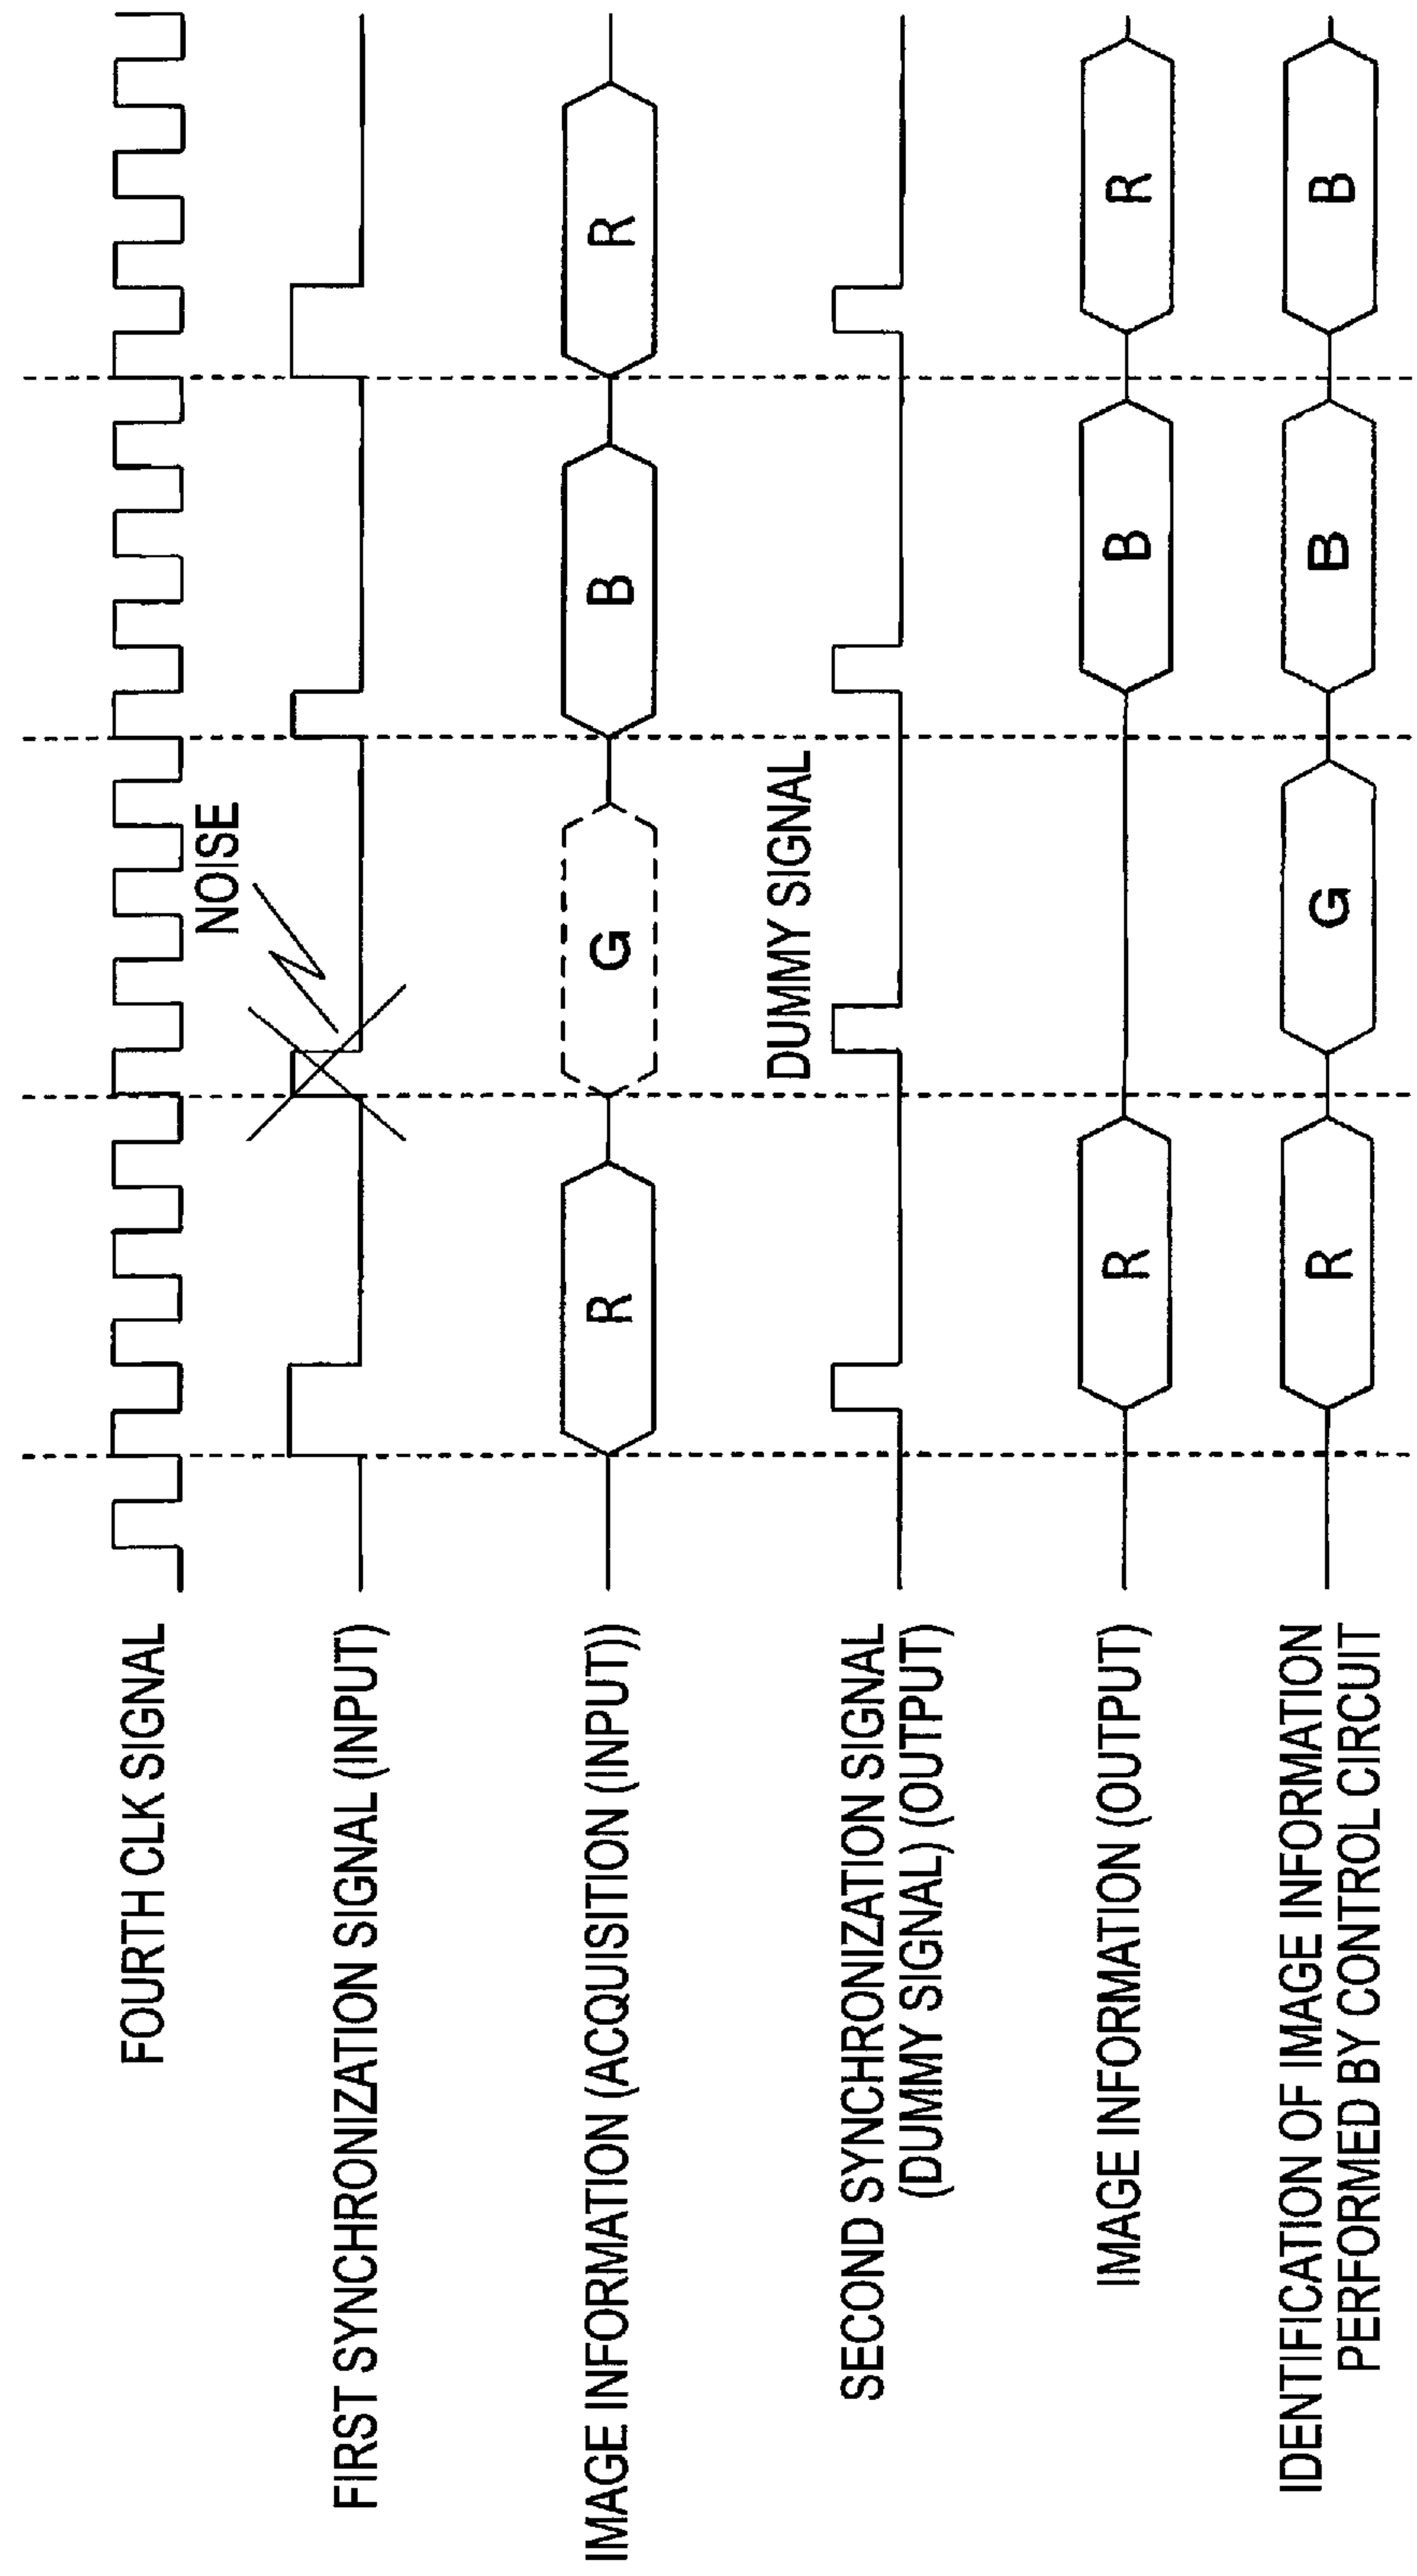 FOURTH CLK SIGNAL
NOISE
FIRST SYNCHRONIZATION SIGNAL (INPUT)
IMAGE INFORMATION (ACQUISITION (INPUT))
R
G
B
R
DUMMY SIGNAL
SECOND SYNCHRONIZATION SIGNAL
(DUMMY SIGNAL) (OUTPUT)
IMAGE INFORMATION (OUTPUT)
R
B
R
IDENTIFICATION OF IMAGE INFORMATION
PERFORMED BY CONTROL CIRCUIT
R
G
B
B